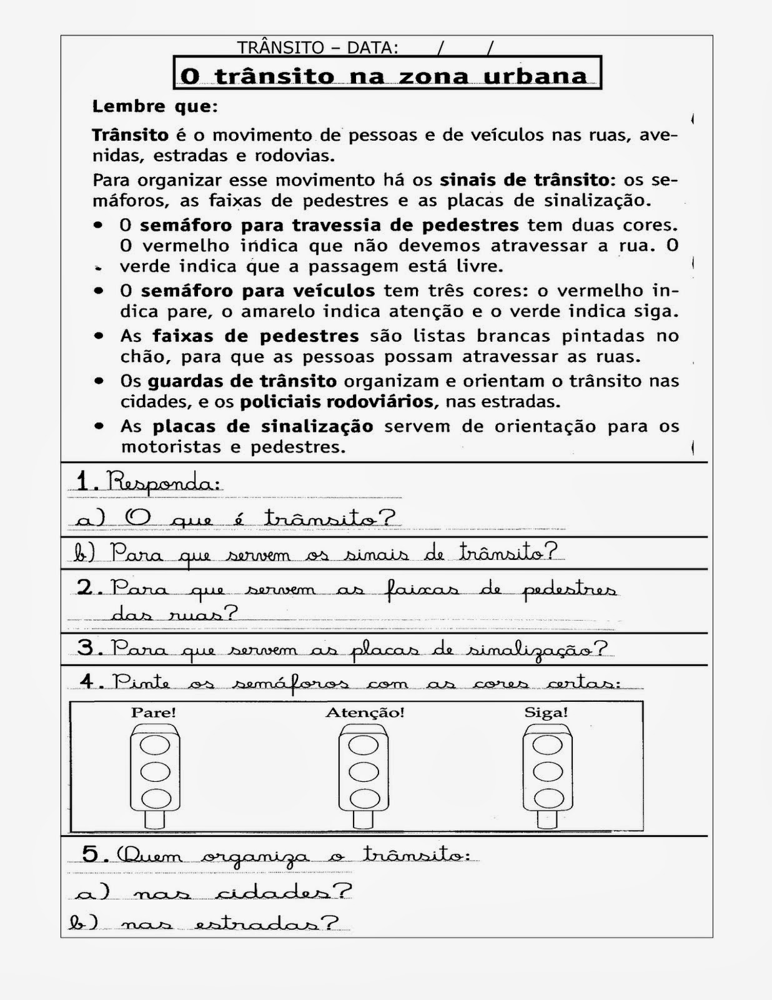 TRÂNSITO – DATA: / /
O trânsito na zona urbana
Lembre que:
Trânsito é o movimento de pessoas e de veículos nas ruas, ave-
nidas, estradas e rodovias.
Para organizar esse movimento há os sinais de trânsito: os se-
máforos, as faixas de pedestres e as placas de sinalização.
• O semáforo para travessia de pedestres tem duas cores.
O vermelho indica que não devemos atravessar a rua. O
verde indica que a passagem está livre.
• O semáforo para veículos tem três cores: o vermelho in-
dica pare, o amarelo indica atenção e o verde indica siga.
• As faixas de pedestres são listas brancas pintadas no
chão, para que as pessoas possam atravessar as ruas.
• Os guardas de trânsito organizam e orientam o trânsito nas
cidades, e os policiais rodoviários, nas estradas.
• As placas de sinalização servem de orientação para os
motoristas e pedestres.
1. Responda:
a) O que é trânsito?
b) Para que servem os sinais de trânsito?
2. Para que servem as faixas de pedestres
das ruas?
3. Para que servem as placas de sinalização?
4. Pinte os semáforos com as cores certas:
Pare! Atenção! Siga!
5. Quem organiza o trânsito:
a) nas cidades?
b) nas estradas?